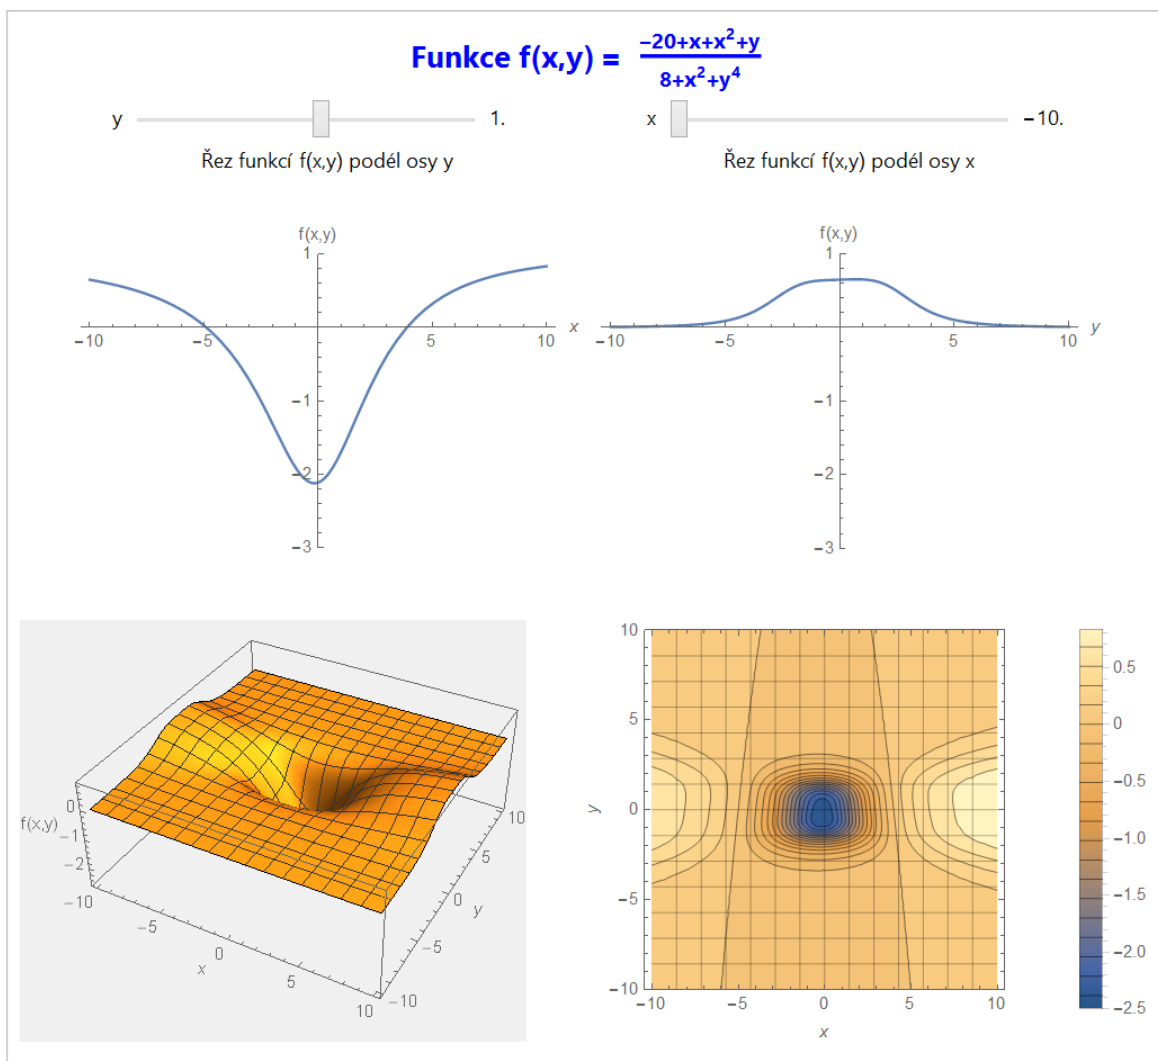 Funkce f(x,y) = (−20+x+x²+y)/(8+x²+y⁴)
y 1.
x −10.
Řez funkcí f(x,y) podél osy y
Řez funkcí f(x,y) podél osy x
f(x,y)
1
−10 −5 5 10 x
−1
−2
−3
f(x,y)
1
−10 −5 5 10 y
−1
−2
−3
f(x,y)
0
−1
−2
−10
−5
0
5
10
x
−10
−5
0
5
10
y
10
5
0
−5
−10
y
−10 −5 0 5 10
x
0.5
0
−0.5
−1.0
−1.5
−2.0
−2.5